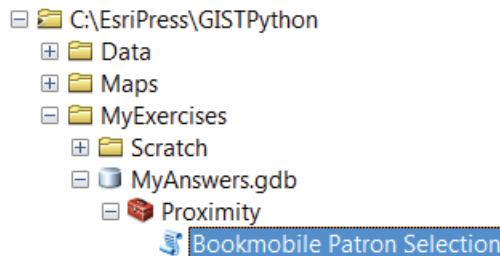 C:\EsriPress\GISTPython
Data
Maps
MyExercises
Scratch
MyAnswers.gdb
Proximity
Bookmobile Patron Selection